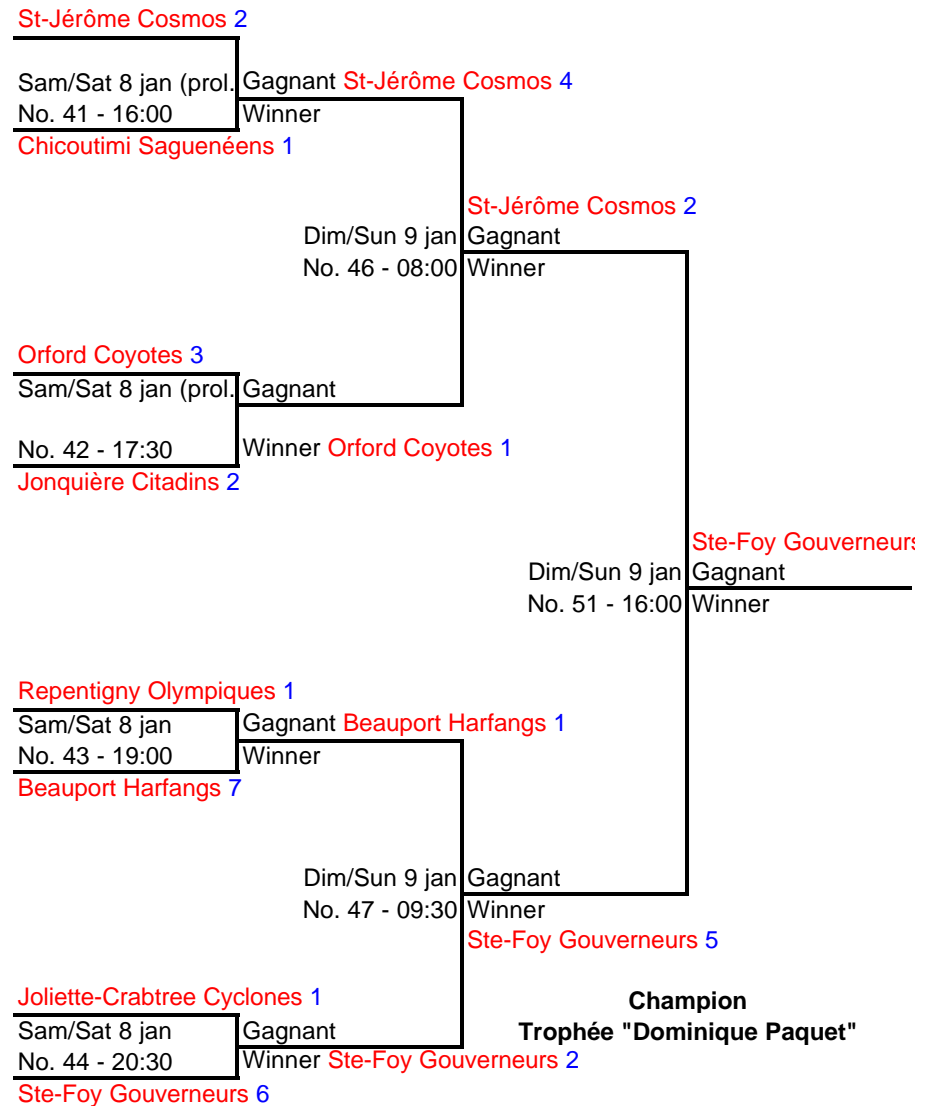 St-Jérôme Cosmos 2
Sam/Sat 8 jan (prol. Gagnant St-Jérôme Cosmos 4
No. 41 - 16:00 Winner
Chicoutimi Saguenéens 1
St-Jérôme Cosmos 2
Dim/Sun 9 jan Gagnant
No. 46 - 08:00 Winner
Orford Coyotes 3
Sam/Sat 8 jan (prol. Gagnant
No. 42 - 17:30 Winner Orford Coyotes 1
Jonquière Citadins 2
Ste-Foy Gouverneurs
Dim/Sun 9 jan Gagnant
No. 51 - 16:00 Winner
Repentigny Olympiques 1
Sam/Sat 8 jan Gagnant Beauport Harfangs 1
No. 43 - 19:00 Winner
Beauport Harfangs 7
Dim/Sun 9 jan Gagnant
No. 47 - 09:30 Winner
Ste-Foy Gouverneurs 5
Joliette-Crabtree Cyclones 1
Champion
Sam/Sat 8 jan Gagnant
Trophée "Dominique Paquet"
No. 44 - 20:30 Winner Ste-Foy Gouverneurs 2
Ste-Foy Gouverneurs 6